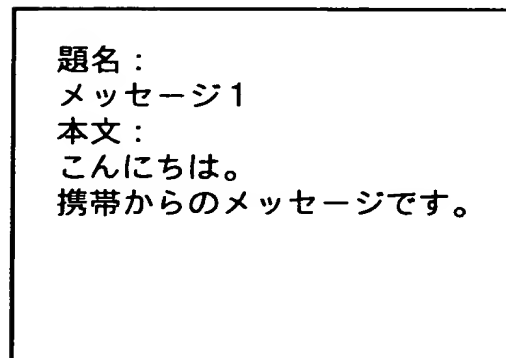 題名：
メッセージ１
本文：
こんにちは。
携帯からのメッセージです。